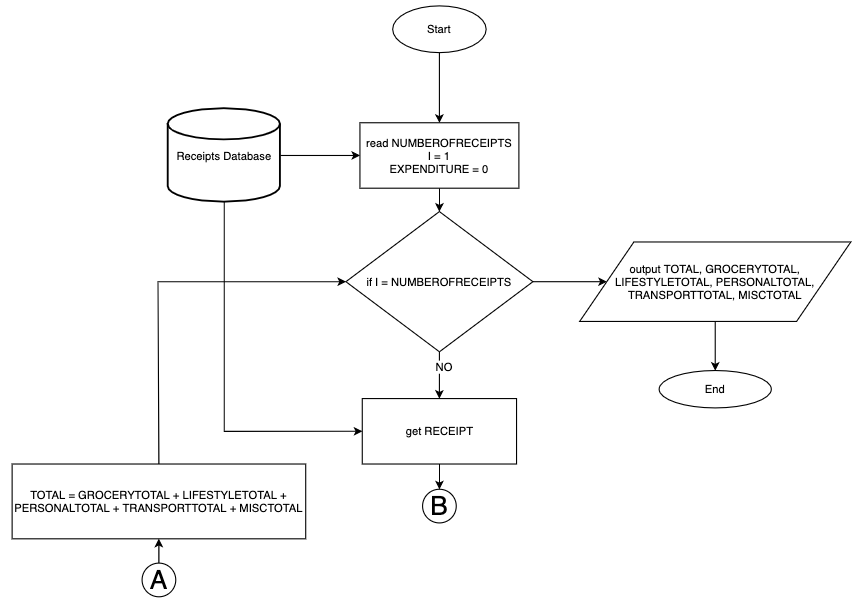 Start
Receipts Database
read NUMBEROFRECEIPTS
I = 1
EXPENDITURE = 0
if I = NUMBEROFRECEIPTS
output TOTAL, GROCERYTOTAL,
LIFESTYLETOTAL, PERSONALTOTAL,
TRANSPORTTOTAL, MISCTOTAL
NO
End
get RECEIPT
TOTAL = GROCERYTOTAL + LIFESTYLETOTAL +
PERSONALTOTAL + TRANSPORTTOTAL + MISCTOTAL
B
A